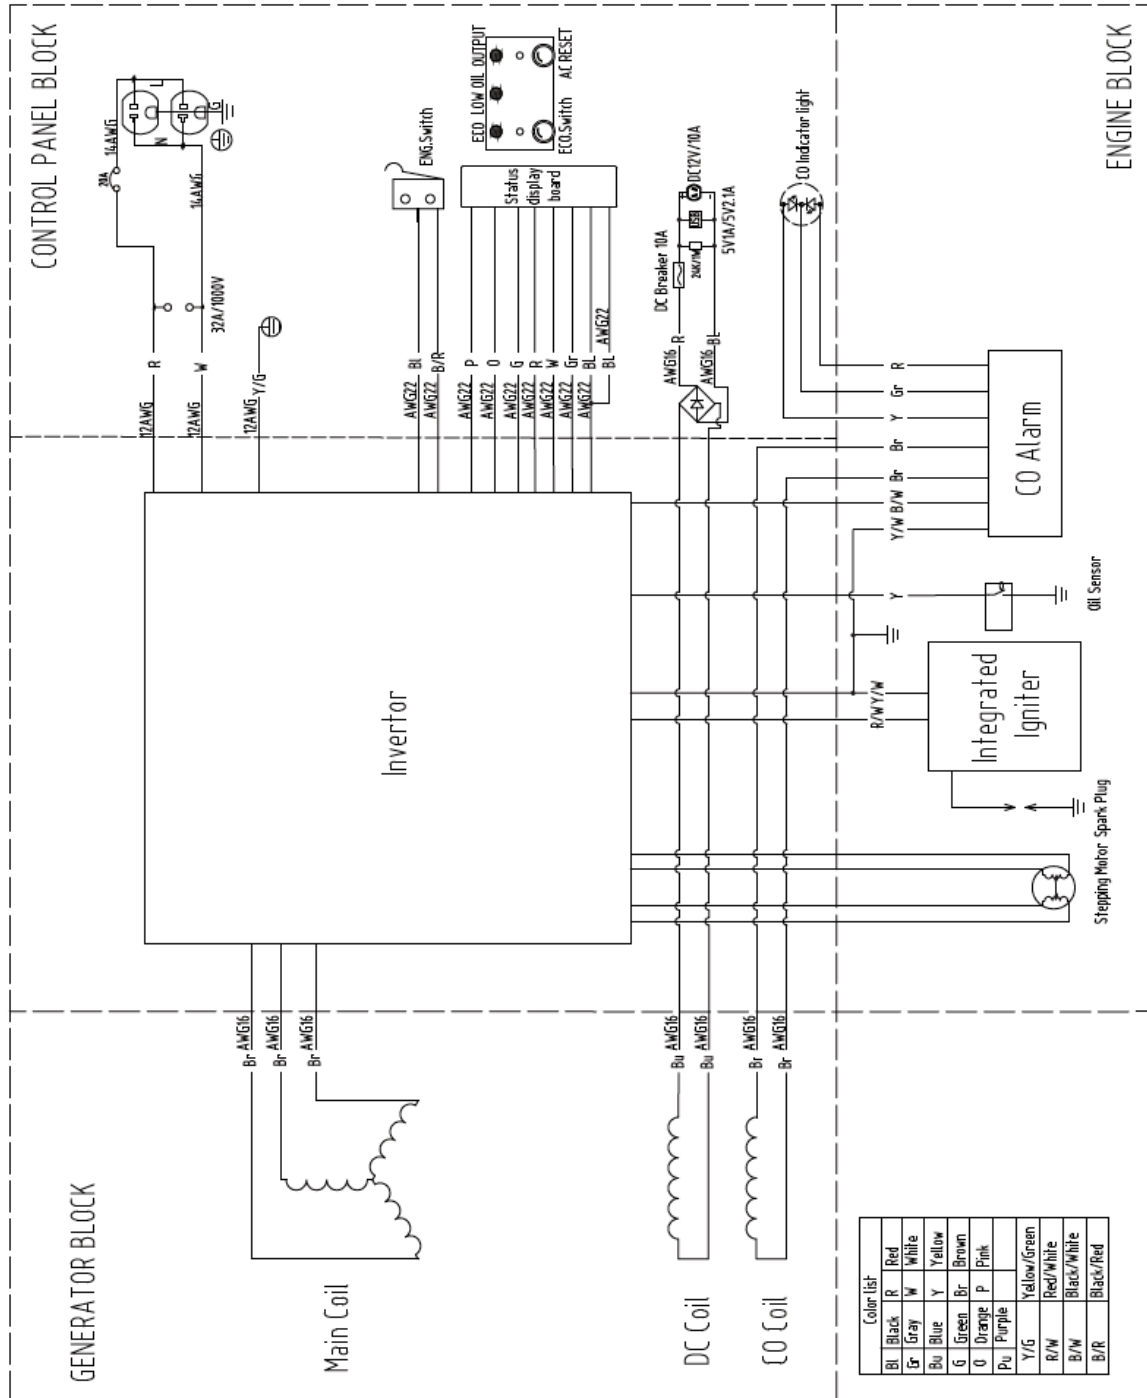 CONTROL PANEL BLOCK
ENGINE BLOCK
GENERATOR BLOCK
14AWG
20A
L
N
G
14AWG
R
W
32A/1000V
12AWG
12AWG
12AWG Y/G
ENG.Switch
AWG22 Bl
AWG22 B/R
ECO LOW OIL OUTPUT
ECO.Switch
AC RESET
Status
display
board
AWG22 P
AWG22 O
AWG22 G
AWG22 R
AWG22 W
AWG22 Gr
AWG22 BL
BL AWG22
DC Breaker 10A
24K/1W
USB
DC12V/10A
5V1A/5V2.1A
AWG16 R
AWG16 BL
CO Indicator light
R
Gr
Y
Br
Br
B/W
Y/W
CO Alarm
Y
Oil Sensor
R/W
Y/W
Integrated
Igniter
Spark Plug
Stepping Motor
Invertor
Br AWG16
Br AWG16
Br AWG16
Bu AWG16
Bu AWG16
Br AWG16
Br AWG16
Main Coil
DC Coil
CO Coil
Color list
Bl Black R Red
Gr Gray W White
Bu Blue Y Yellow
G Green Br Brown
O Orange P Pink
Pu Purple
Y/G Yellow/Green
R/W Red/White
B/W Black/White
B/R Black/Red